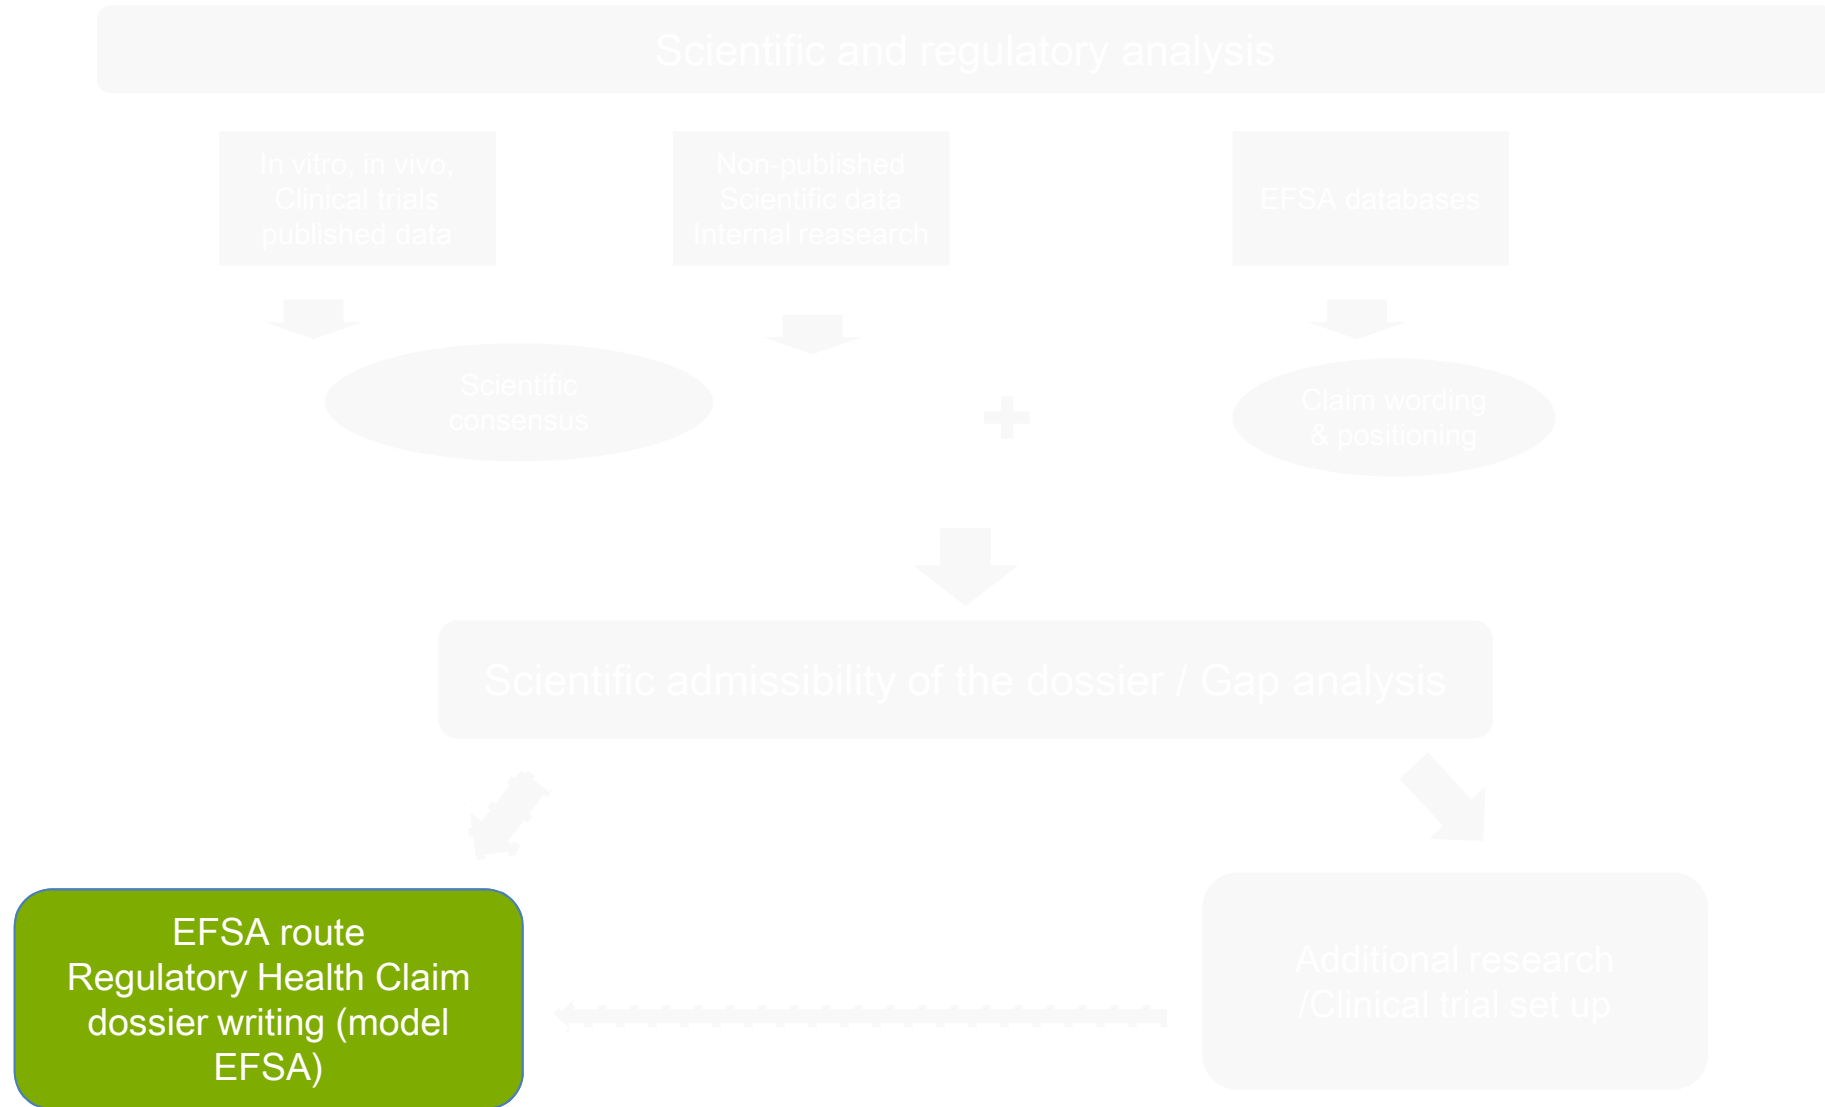 Scientific and regulatory analysis
In vitro, in vivo,
Clinical trials
published data
Non-published
Scientific data
Internal reasearch
EFSA databases
Scientific
consensus
Claim wording
& positioning
Scientific admissibility of the dossier / Gap analysis
EFSA route
Regulatory Health Claim
dossier writing (model
EFSA)
Additional research
/Clinical trial set up